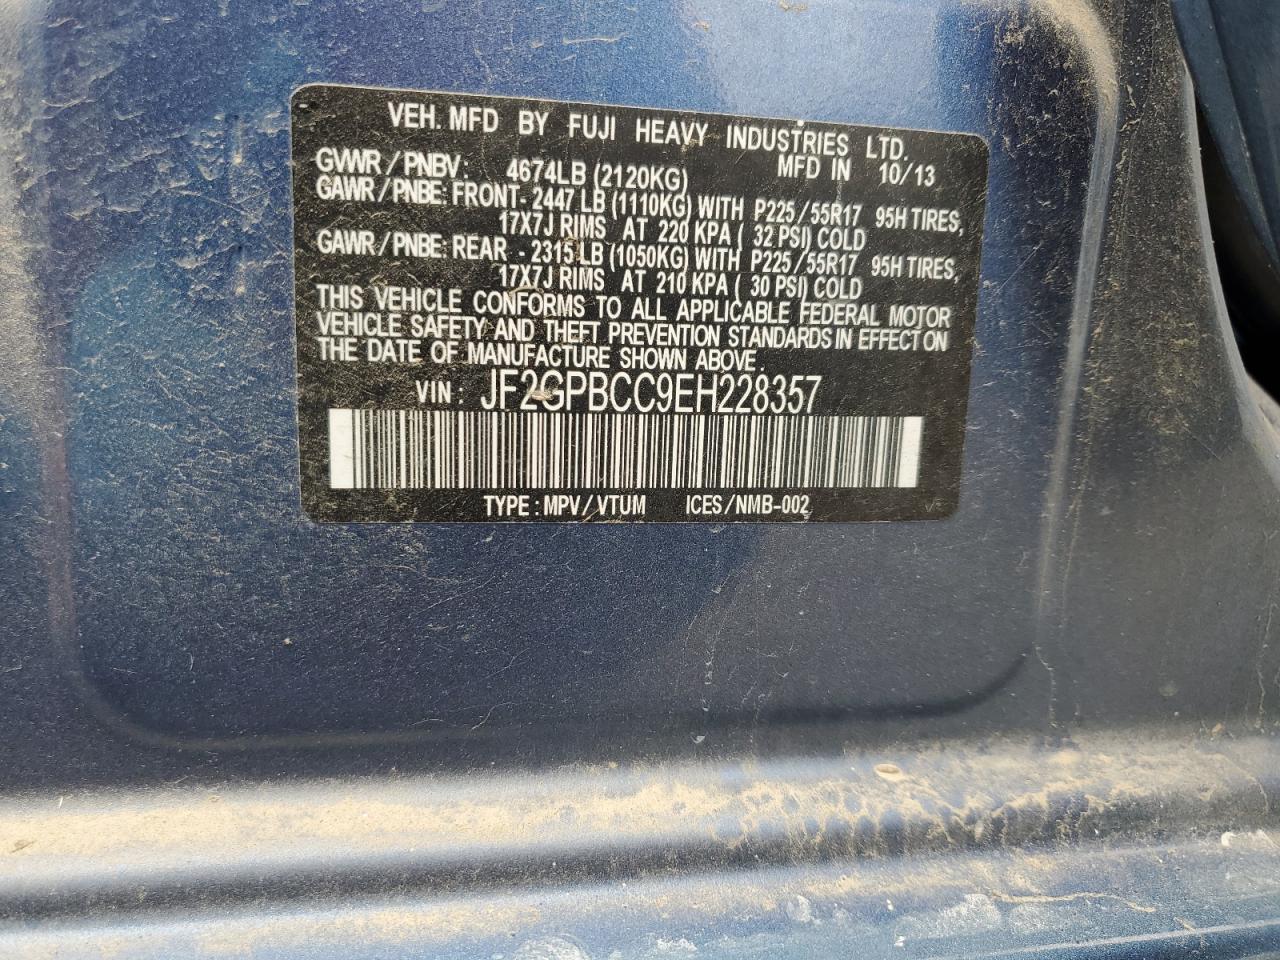 VEH. MFD BY FUJI HEAVY INDUSTRIES LTD.
MFD IN 10/13
GVWR / PNBV: 4674LB (2120KG)
GAWR / PNBE: FRONT- 2447 LB (1110KG) WITH P225/55R17 95H TIRES,
17X7J RIMS AT 220 KPA ( 32 PSI) COLD
GAWR / PNBE: REAR - 2315 LB (1050KG) WITH P225/55R17 95H TIRES,
17X7J RIMS AT 210 KPA ( 30 PSI) COLD
THIS VEHICLE CONFORMS TO ALL APPLICABLE FEDERAL MOTOR
VEHICLE SAFETY AND THEFT PREVENTION STANDARDS IN EFFECT ON
THE DATE OF MANUFACTURE SHOWN ABOVE.
VIN: JF2GPBCC9EH228357
TYPE: MPV/VTUM ICES/NMB-002